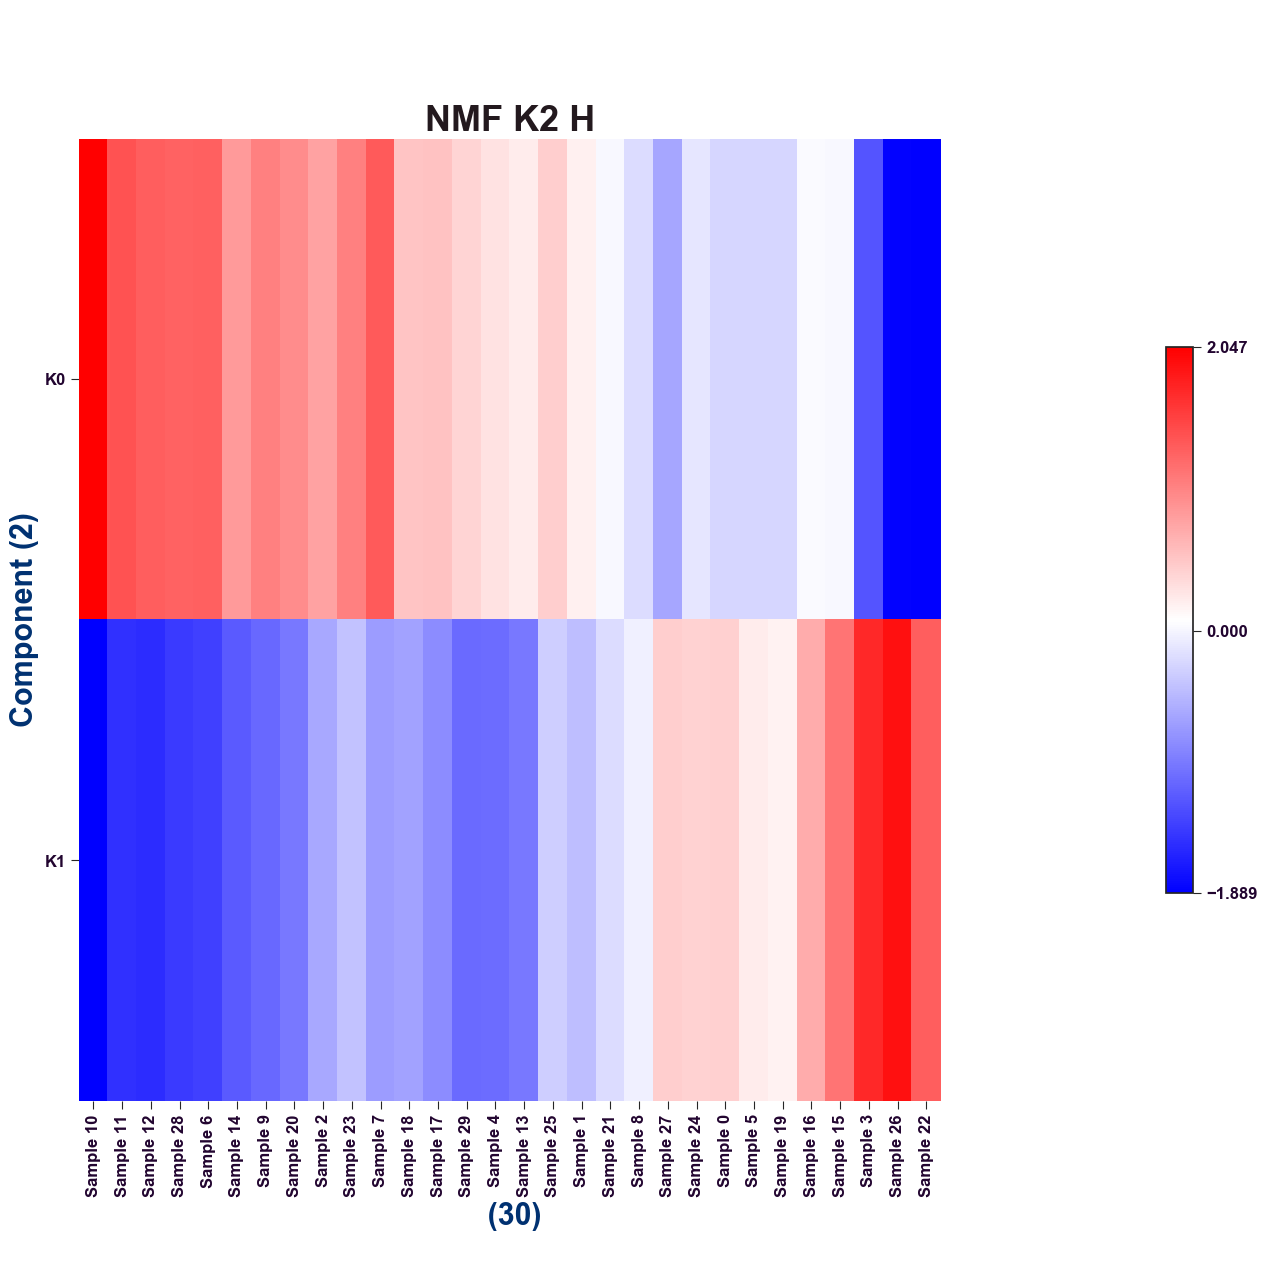 NMF K2 H
K0
K1
Component (2)
Sample 10
Sample 11
Sample 12
Sample 28
Sample 6
Sample 14
Sample 9
Sample 20
Sample 2
Sample 23
Sample 7
Sample 18
Sample 17
Sample 29
Sample 4
Sample 13
Sample 25
Sample 1
Sample 21
Sample 8
Sample 27
Sample 24
Sample 0
Sample 5
Sample 19
Sample 16
Sample 15
Sample 3
Sample 26
Sample 22
(30)
2.047
0.000
−1.889